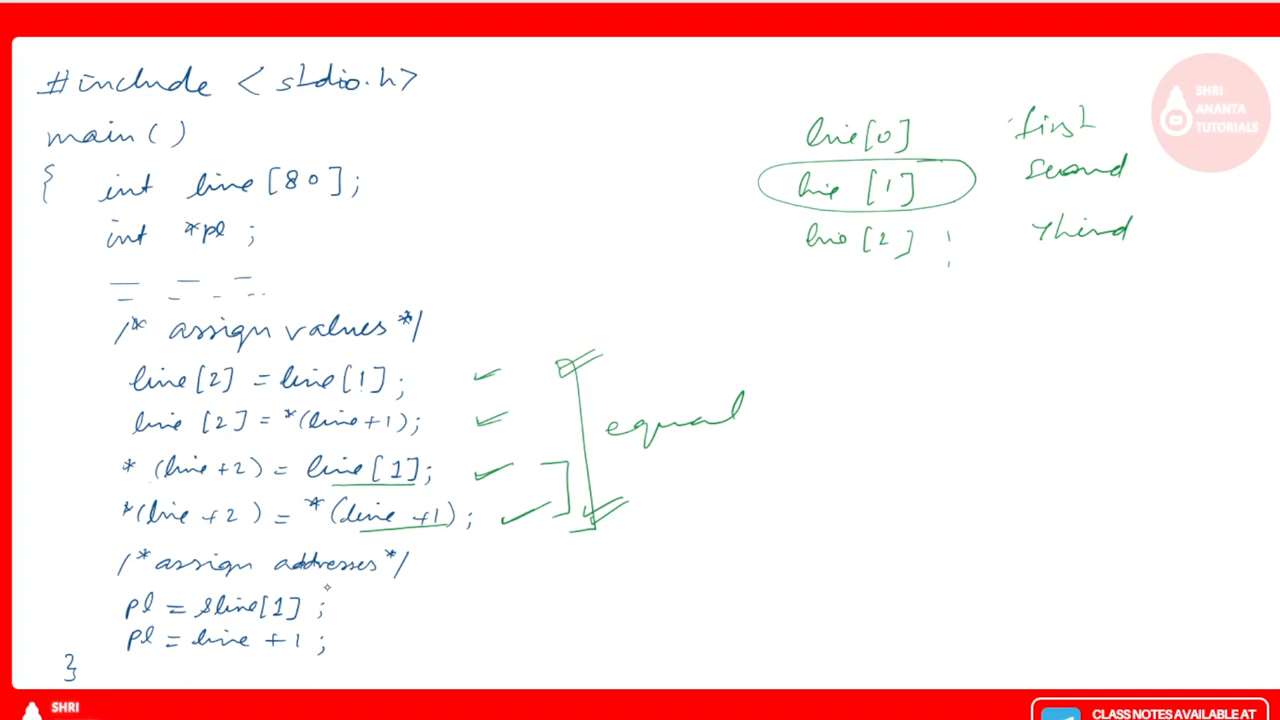 #include <stdio.h>
main()
{ int line[80];
int *pl;
/* assign values */
line[2] = line[1];
line[2] = *(line+1);
*(line+2) = line[1];
*(line+2) = *(line+1);
/* assign addresses */
pl = &line[1];
pl = line+1;
}
equal
line[0] first
line[1] second
line[2] third
SHRI
ANANTA
TUTORIALS
SHRI
CLASS NOTES AVAILABLE AT